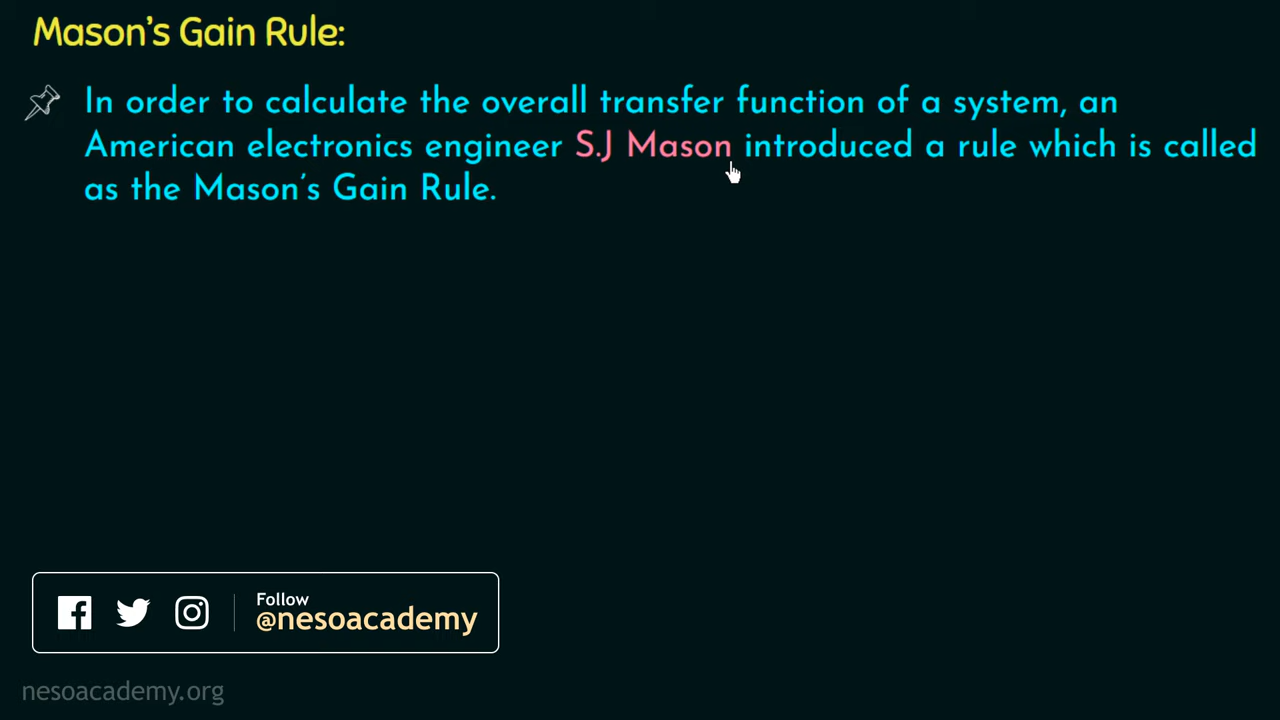 Mason's Gain Rule:
In order to calculate the overall transfer function of a system, an
American electronics engineer S.J Mason introduced a rule which is called
as the Mason's Gain Rule.
Follow
@nesoacademy
nesoacademy.org